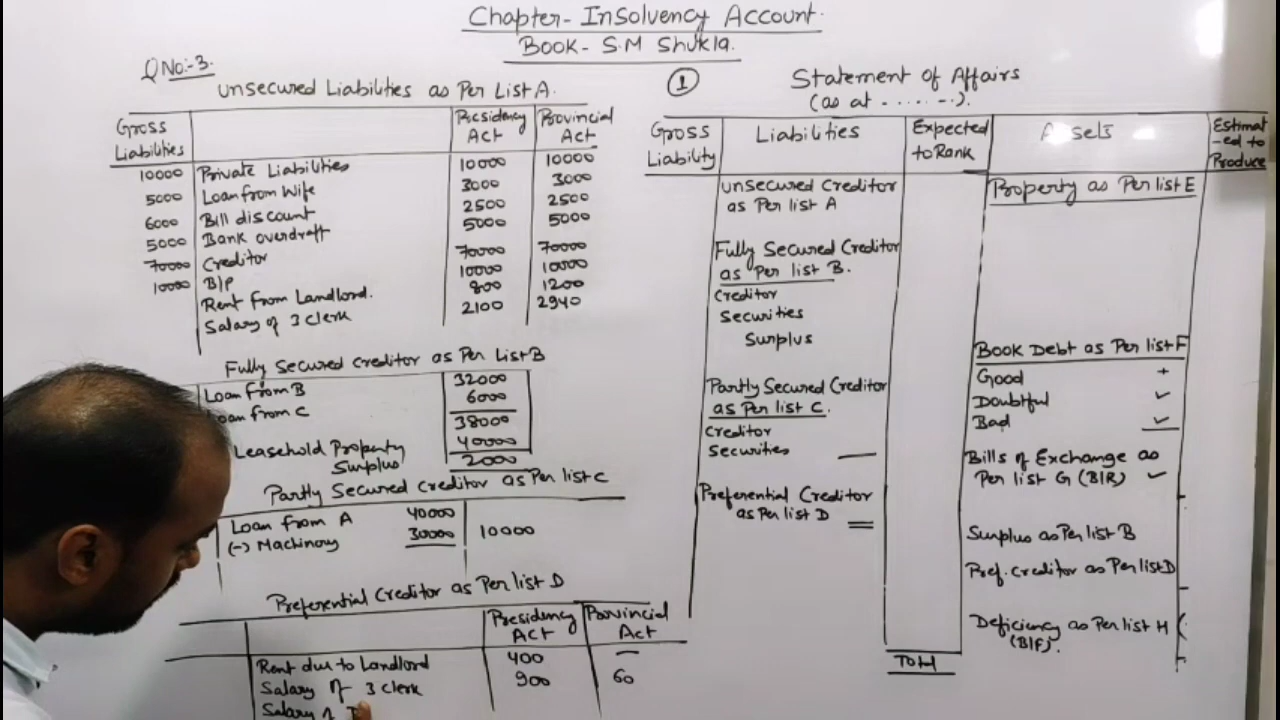 Chapter- Insolvency Account.
Book- S.M Shukla.
Q No:-3.
Unsecured Liabilities as Per List A.
Gross Liabilities Presidency Act Provincial Act
10000 Private Liabilities 10000 10000
5000 Loan from Wife 3000 3000
6000 Bill discount 2500 2500
5000 Bank overdraft 5000 5000
70000 Creditor 70000 70000
10000 B/P 10000 10000
Rent from Landlord. 800 1200
Salary of 3 Clerk 2100 2940
Fully Secured Creditor as Per List B
Loan from B 32000
Loan from C 6000
38000
Leasehold Property 40000
Surplus 2000
Partly Secured Creditor as Per list C
Loan from A 40000
(-) Machinery 30000 10000
Preferential Creditor as Per list D
Presidency Act Provincial Act
Rent due to Landlord 400 —
Salary of 3 Clerk 900 60
Salary of
1
Statement of Affairs
(as at ......-).
Gross Liability Liabilities Expected to Rank Assets Estimated to Produce
Unsecured Creditor
as Per list A
Fully Secured Creditor
as Per list B.
Creditor
Securities
Surplus
Partly Secured Creditor
as Per list C.
Creditor
Securities
Preferential Creditor
as Per list D
Total
Property as Per list E
Book Debt as Per list F
Good +
Doubtful ✓
Bad ✓
Bills of Exchange as
Per list G (B/R) ✓
Surplus as Per list B
Pref. Creditor as Per list D
Deficiency as Per list H
(B/F).